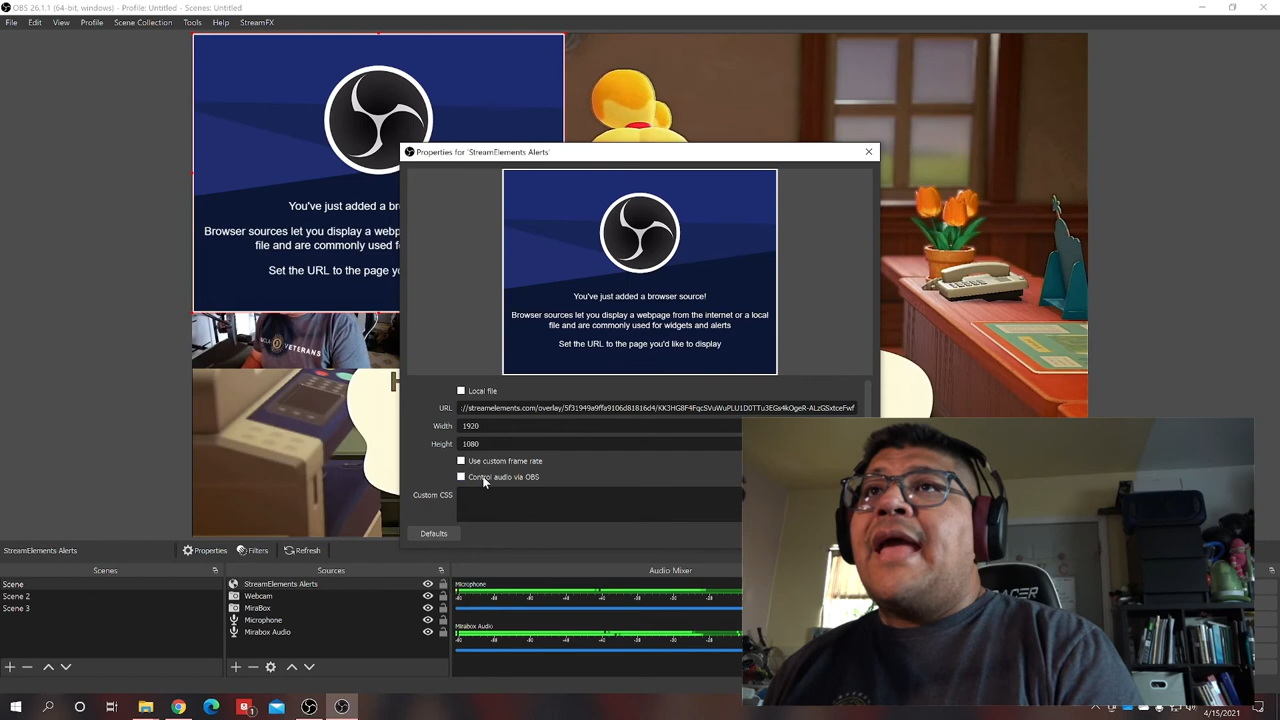 OBS 26.1.1 (64-bit, windows) - Profile: Untitled - Scenes: Untitled
File Edit View Profile Scene Collection Tools Help StreamFX
You've just added a br
Browser sources let you display a webp
file and are commonly used f
Set the URL to the page yo
Properties for 'StreamElements Alerts'
You've just added a browser source!
Browser sources let you display a webpage from the internet or a local
file and are commonly used for widgets and alerts
Set the URL to the page you'd like to display
Local file
URL
Width 1920
Height 1080
Use custom frame rate
Control audio via OBS
Custom CSS
Defaults
VETERANS
StreamElements Alerts Properties Filters Refresh
Scenes Sources Audio Mixer
Scene
Scene 2
Scene 3
StreamElements Alerts
Webcam
MiraBox
Microphone
Mirabox Audio
Microphone
Mirabox Audio
4/15/2021